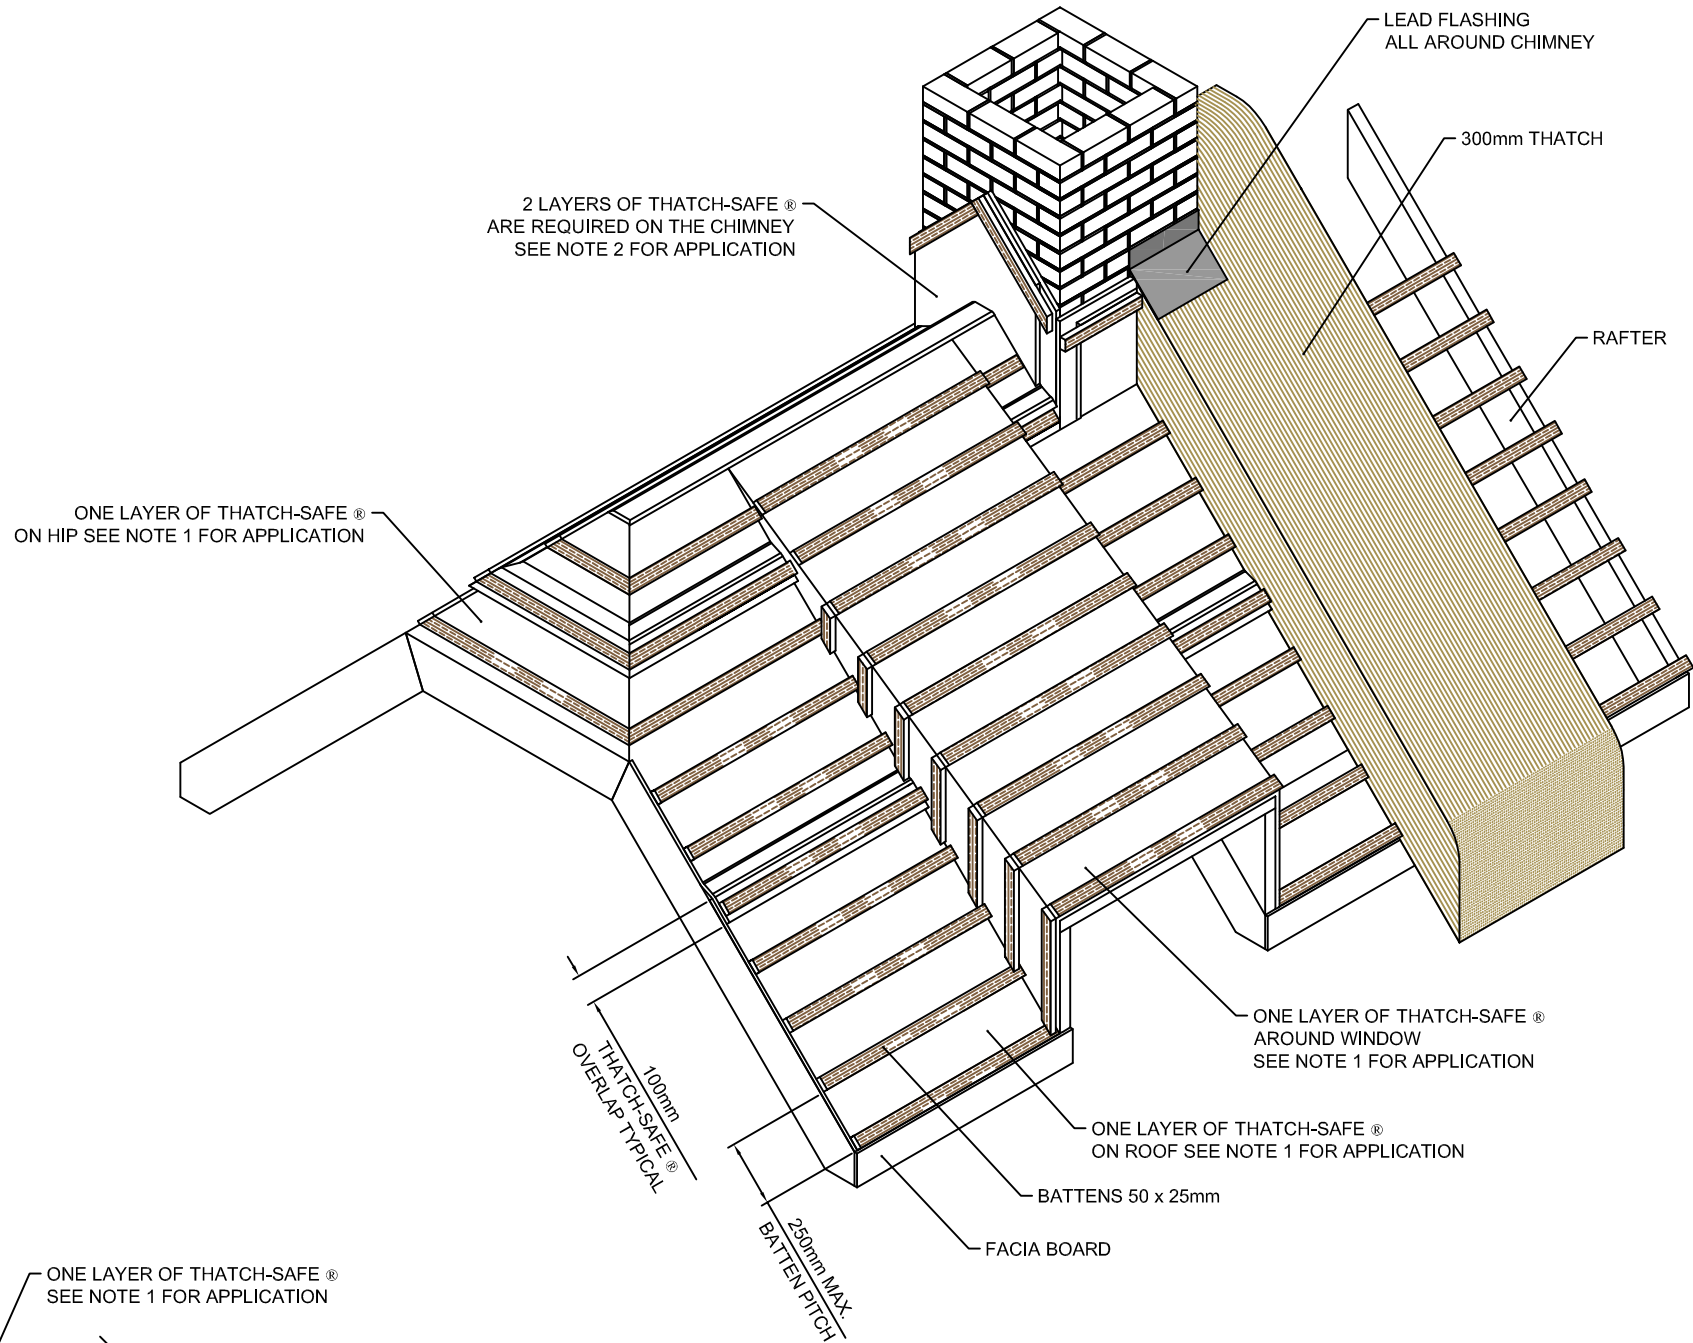 LEAD FLASHING
ALL AROUND CHIMNEY
300mm THATCH
2 LAYERS OF THATCH-SAFE ®
ARE REQUIRED ON THE CHIMNEY
SEE NOTE 2 FOR APPLICATION
RAFTER
ONE LAYER OF THATCH-SAFE ®
ON HIP SEE NOTE 1 FOR APPLICATION
ONE LAYER OF THATCH-SAFE ®
AROUND WINDOW
SEE NOTE 1 FOR APPLICATION
100mm
THATCH-SAFE ®
OVERLAP TYPICAL
ONE LAYER OF THATCH-SAFE ®
ON ROOF SEE NOTE 1 FOR APPLICATION
BATTENS 50 x 25mm
250mm MAX.
BATTEN PITCH
FACIA BOARD
ONE LAYER OF THATCH-SAFE ®
SEE NOTE 1 FOR APPLICATION